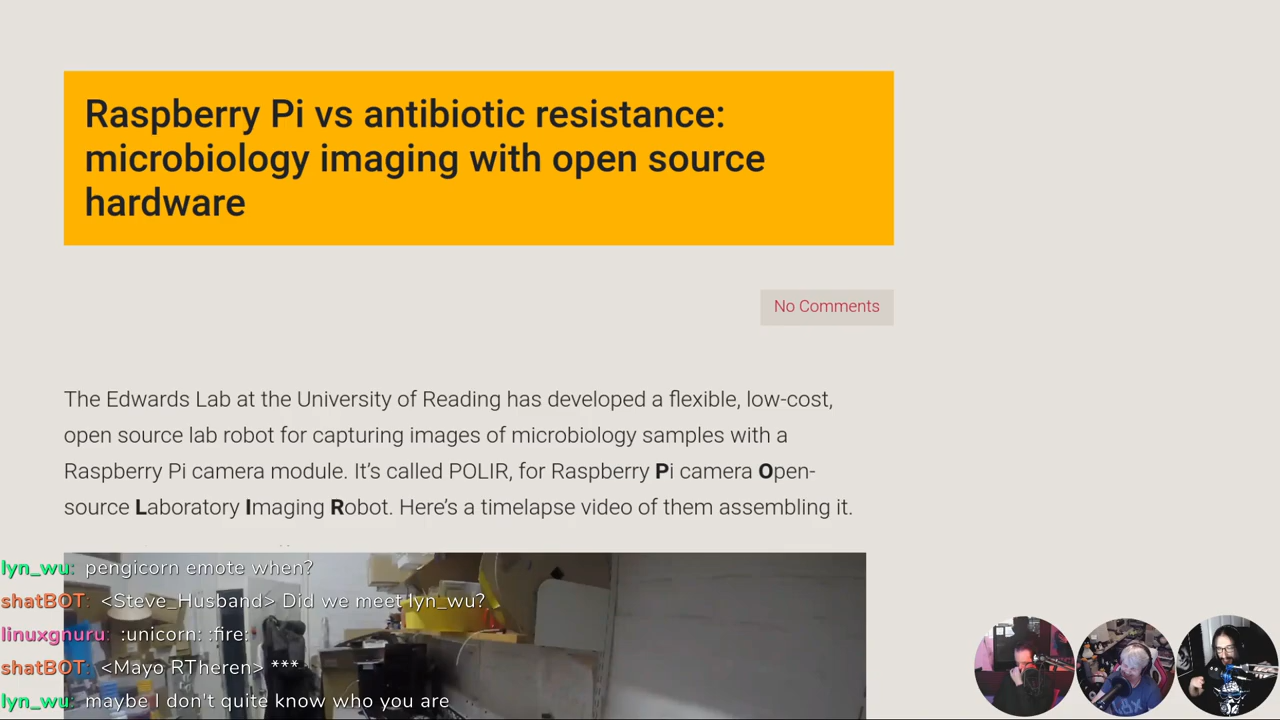 Raspberry Pi vs antibiotic resistance:
microbiology imaging with open source
hardware
No Comments
The Edwards Lab at the University of Reading has developed a flexible, low-cost,
open source lab robot for capturing images of microbiology samples with a
Raspberry Pi camera module. It’s called POLIR, for Raspberry Pi camera Open-
source Laboratory Imaging Robot. Here’s a timelapse video of them assembling it.
lyn_wu: pengicorn emote when?
shatBOT: <Steve_Husband> Did we meet lyn_wu?
linuxgnuru: :unicorn: :fire:
shatBOT: <Mayo RTheren> ***
lyn_wu: maybe I don't quite know who you are